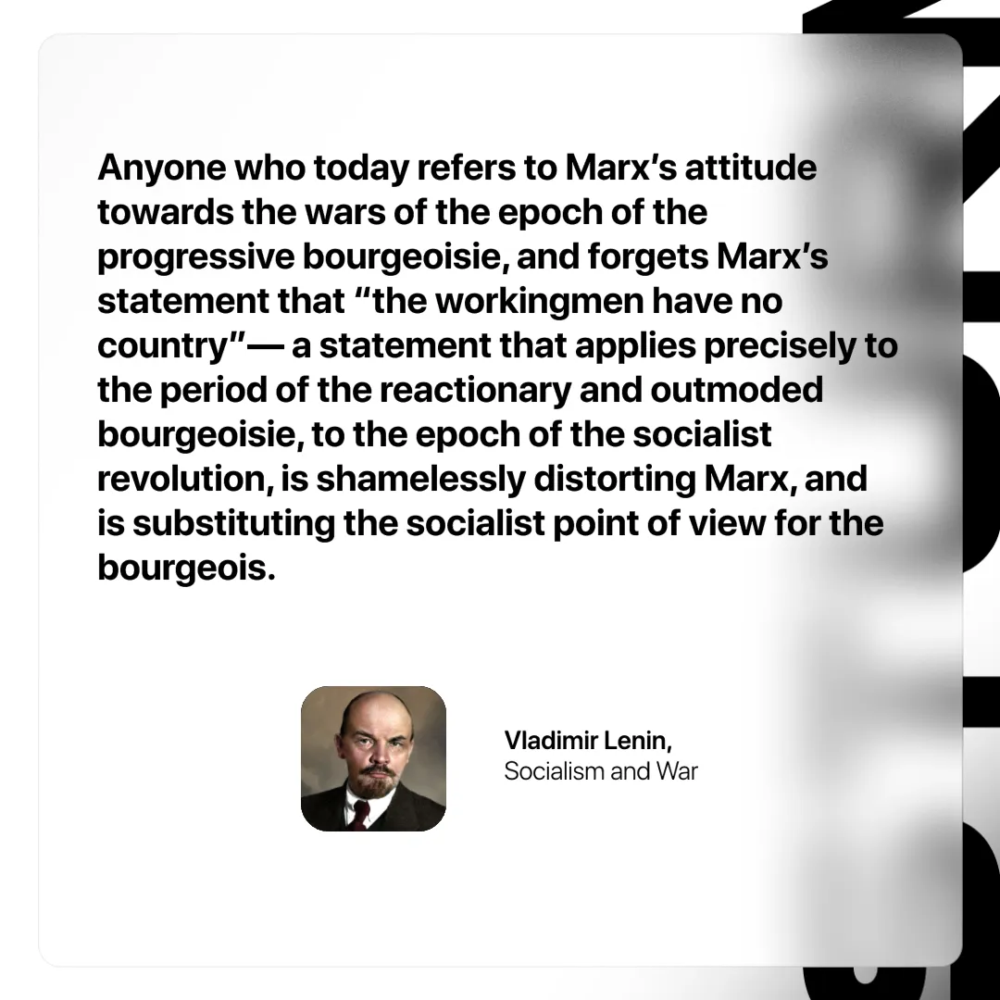 Anyone who today refers to Marx’s attitude
towards the wars of the epoch of the
progressive bourgeoisie, and forgets Marx’s
statement that “the workingmen have no
country”— a statement that applies precisely to
the period of the reactionary and outmoded
bourgeoisie, to the epoch of the socialist
revolution, is shamelessly distorting Marx, and
is substituting the socialist point of view for the
bourgeois.
Vladimir Lenin,
Socialism and War